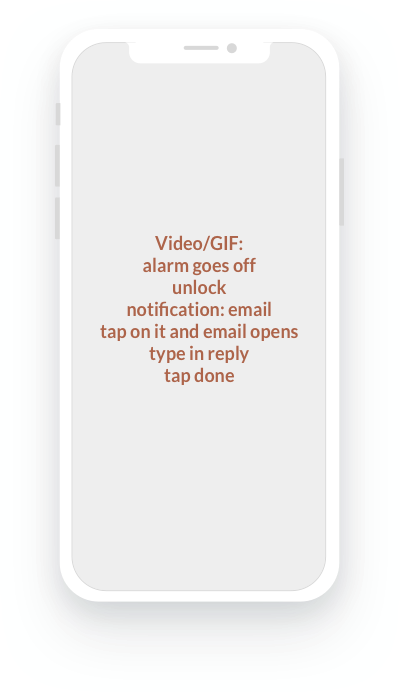 Video/GIF:
alarm goes off
unlock
notification: email
tap on it and email opens
type in reply
tap done